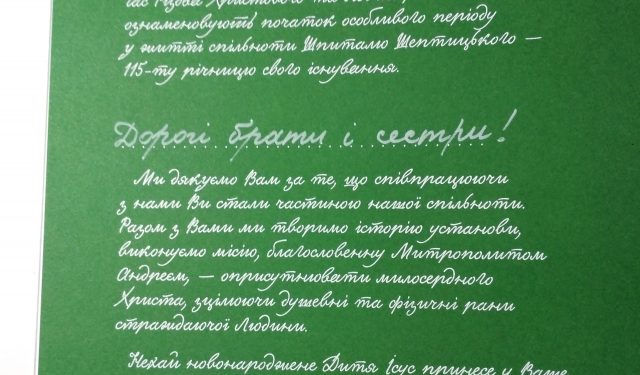 час Різдва Христового та
ознаменовують початок особливого періоду
у житті спільноти Шпиталю Шептицького —
115-ту річницю свого існування.
Дорогі брати і сестри!
Ми дякуємо Вам за те, що співпрацюючи
з нами Ви стали частиною нашої спільноти.
Разом з Вами ми творимо історію установи,
виконуємо місію, благословенну Митрополитом
Андреєм, — оприсутнювати милосердного
Христа, зцілюючи душевні та фізичні рани
страждаючої Людини.
Нехай новонароджене Дитя Ісус принесе у Ваше